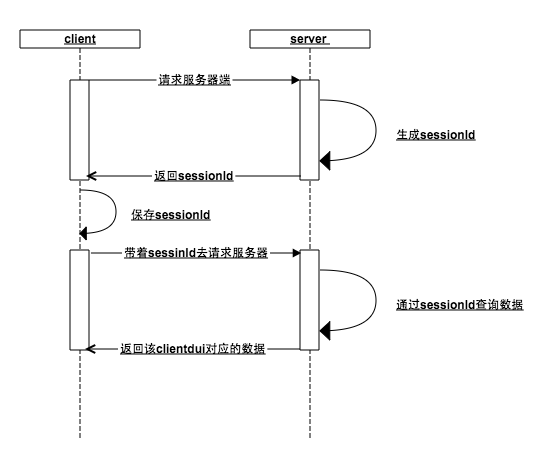 client
server
请求服务器端
生成sessionId
返回sessionId
保存sessionId
带着sessinId去请求服务器
通过sessionId查询数据
返回该clientdui对应的数据